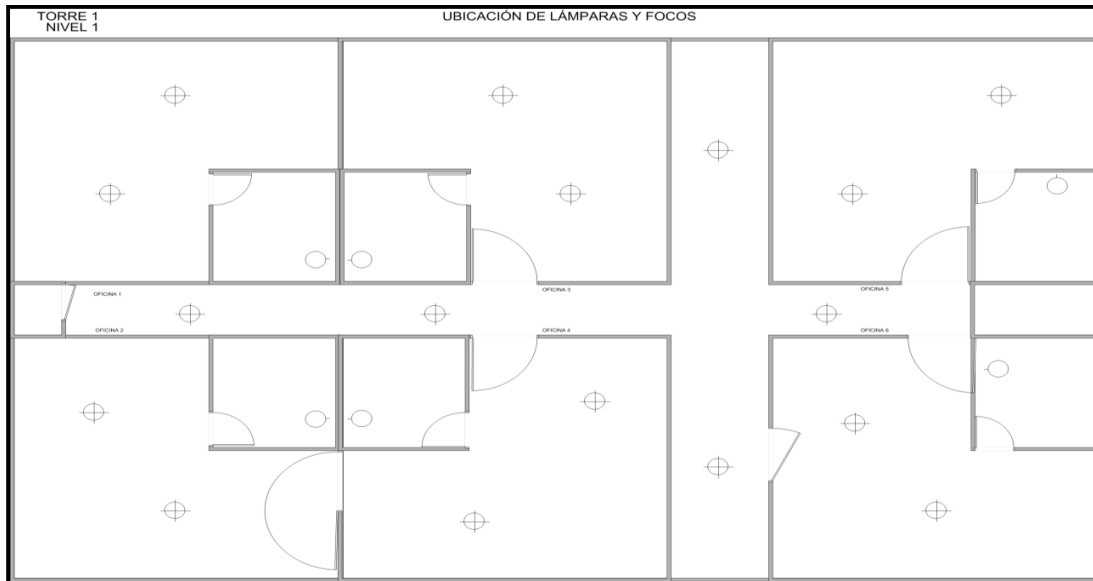 TORRE 1
NIVEL 1
UBICACIÓN DE LÁMPARAS Y FOCOS
OFICINA 1
OFICINA 3
OFICINA 5
OFICINA 2
OFICINA 4
OFICINA 6